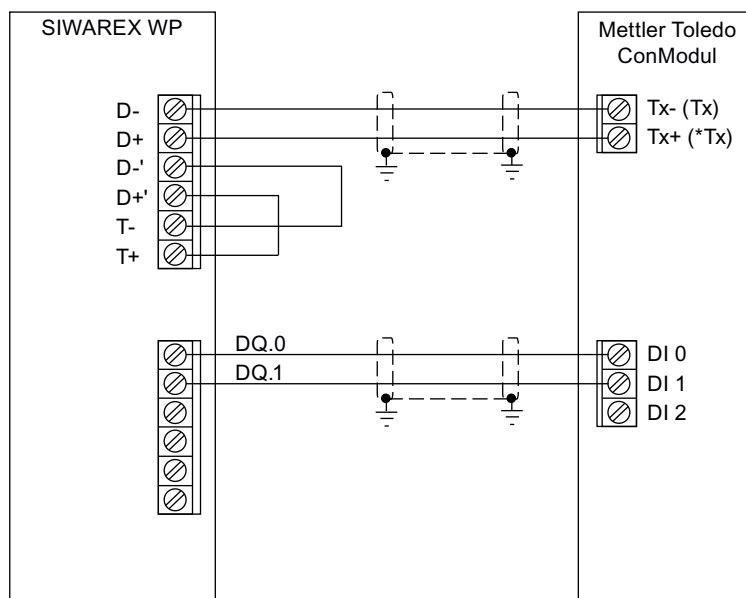 SIWAREX WP
Mettler Toledo
ConModul
D-
D+
D-'
D+'
T-
T+
Tx- (Tx)
Tx+ (*Tx)
DQ.0
DQ.1
DI 0
DI 1
DI 2